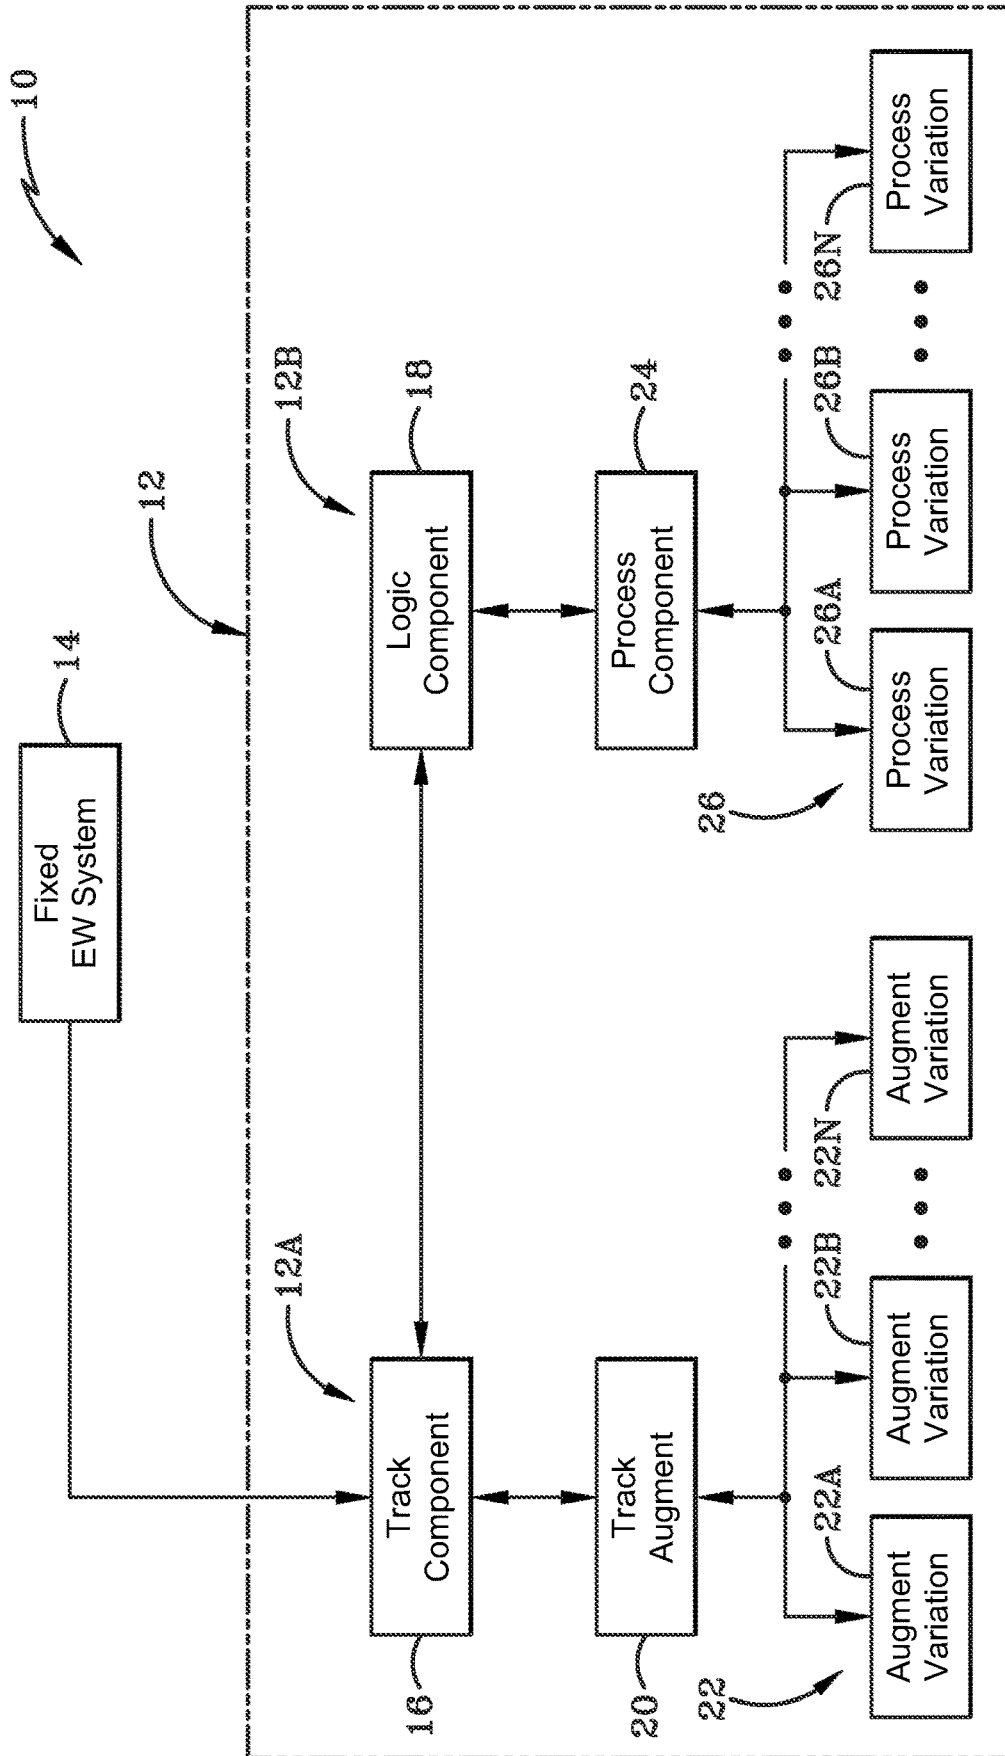 10
14
Fixed
EW System
12
12A
12B
16
Track
Component
Logic
Component
18
20
Track
Augment
Process
Component
24
22
22A
22B
22N
26
26A
26B
26N
Augment
Variation
Augment
Variation
Augment
Variation
Process
Variation
Process
Variation
Process
Variation